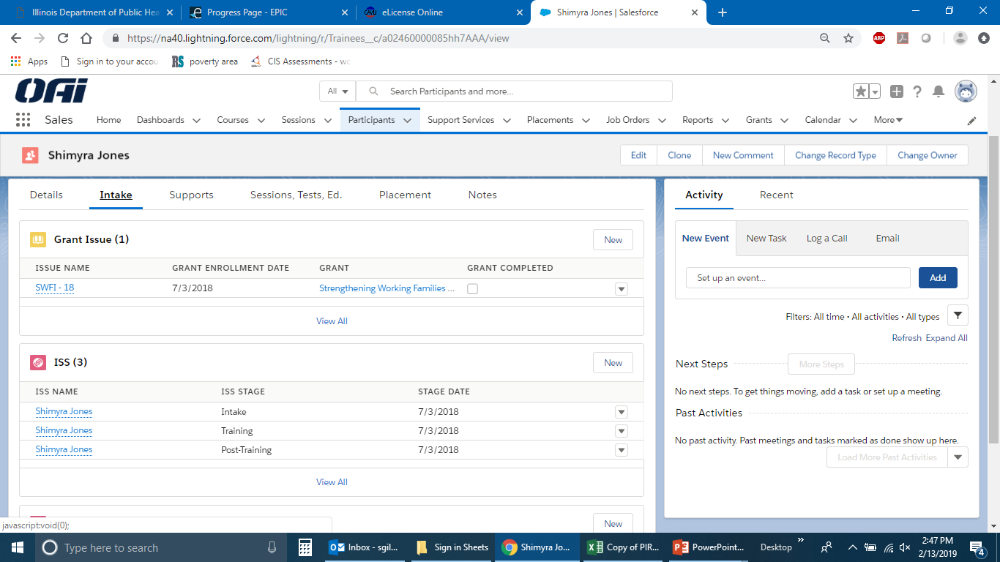 Illinois Department of Public Hea
Progress Page - EPIC
eLicense Online
Shimyra Jones | Salesforce
https://na40.lightning.force.com/lightning/r/Trainees__c/a02460000085hh7AAA/view
ABP
Apps
Sign in to your accou
RS
poverty area
CIS Assessments - wo
OAi
All
Search Participants and more...
Sales
Home
Dashboards
Courses
Sessions
Participants
Support Services
Placements
Job Orders
Reports
Grants
Calendar
More
Shimyra Jones
Edit
Clone
New Comment
Change Record Type
Change Owner
Details
Intake
Supports
Sessions, Tests, Ed.
Placement
Notes
Grant Issue (1)
New
ISSUE NAME
GRANT ENROLLMENT DATE
GRANT
GRANT COMPLETED
SWFI - 18
7/3/2018
Strengthening Working Families ...
View All
ISS (3)
New
ISS NAME
ISS STAGE
STAGE DATE
Shimyra Jones
Intake
7/3/2018
Shimyra Jones
Training
7/3/2018
Shimyra Jones
Post-Training
7/3/2018
View All
New
javascript:void(0);
Activity
Recent
New Event
New Task
Log a Call
Email
Set up an event...
Add
Filters: All time • All activities • All types
Refresh
Expand All
Next Steps
More Steps
No next steps. To get things moving, add a task or set up a meeting.
Past Activities
No past activity. Past meetings and tasks marked as done show up here.
Load More Past Activities
Type here to search
Inbox - sgil...
Sign in Sheets
Shimyra Jo...
Copy of PIR...
PowerPoint...
Desktop
2:47 PM
2/13/2019
4